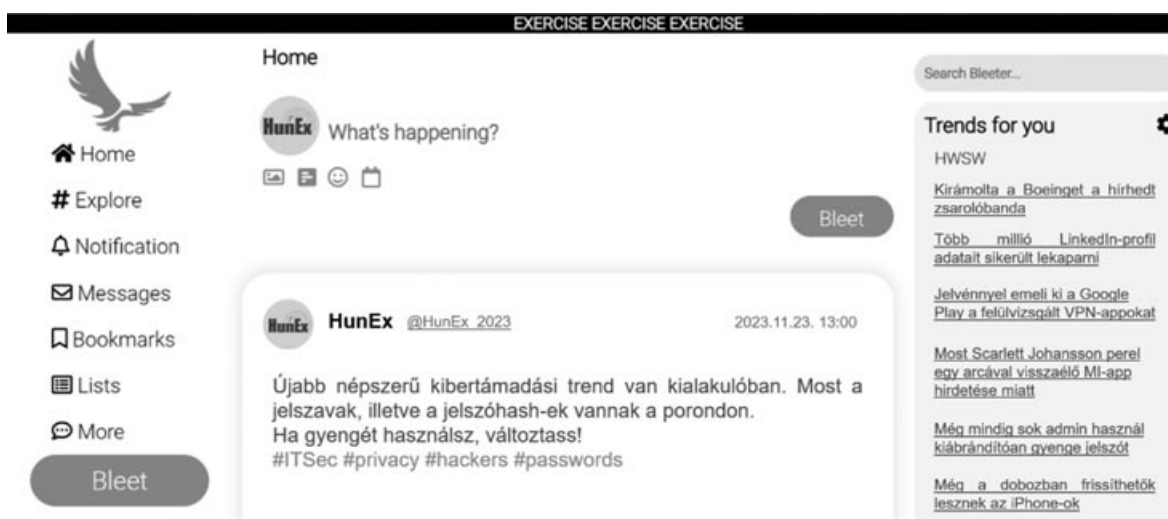 EXERCISE EXERCISE EXERCISE
Home
Explore
Notification
Messages
Bookmarks
Lists
More
Bleet
Home
HunEx
What's happening?
Bleet
HunEx
HunEx @HunEx_2023 2023.11.23. 13:00
Újabb népszerű kibertámadási trend van kialakulóban. Most a
jelszavak, illetve a jelszóhash-ek vannak a porondon.
Ha gyengét használsz, változtass!
#ITSec #privacy #hackers #passwords
Search Bleeter...
Trends for you
HWSW
Kirámolta a Boeinget a hírhedt
zsarolóbanda
Több millió LinkedIn-profil
adatait sikerült lekaparni
Jelvénnyel emeli ki a Google
Play a felülvizsgált VPN-appokat
Most Scarlett Johansson perel
egy arcával visszaélő MI-app
hirdetése miatt
Még mindig sok admin használ
kiábrándítóan gyenge jelszót
Még a dobozban frissíthetők
lesznek az iPhone-ok